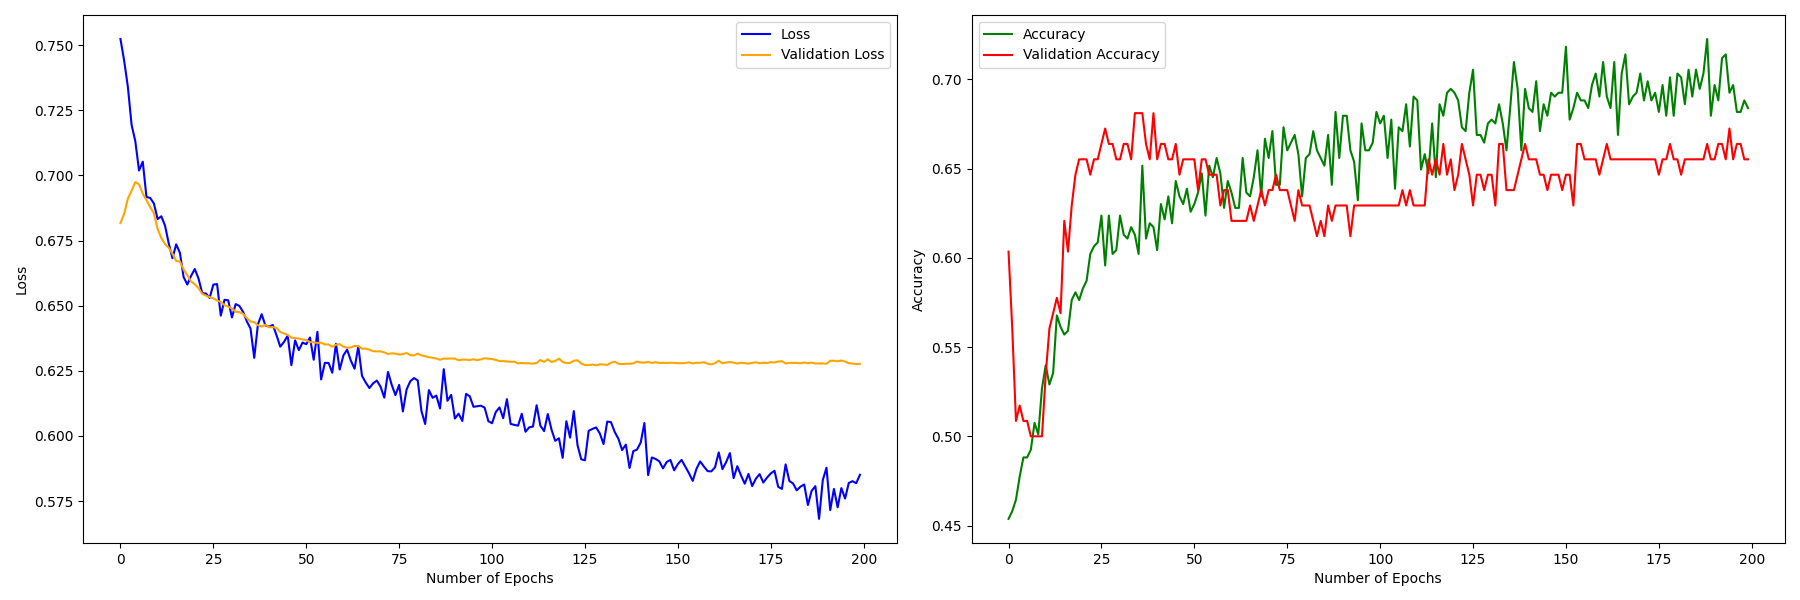 Loss
Validation Loss
0.750
0.725
0.700
0.675
0.650
0.625
0.600
0.575
Loss
0 25 50 75 100 125 150 175 200
Number of Epochs
Accuracy
Validation Accuracy
0.70
0.65
0.60
0.55
0.50
0.45
Accuracy
0 25 50 75 100 125 150 175 200
Number of Epochs